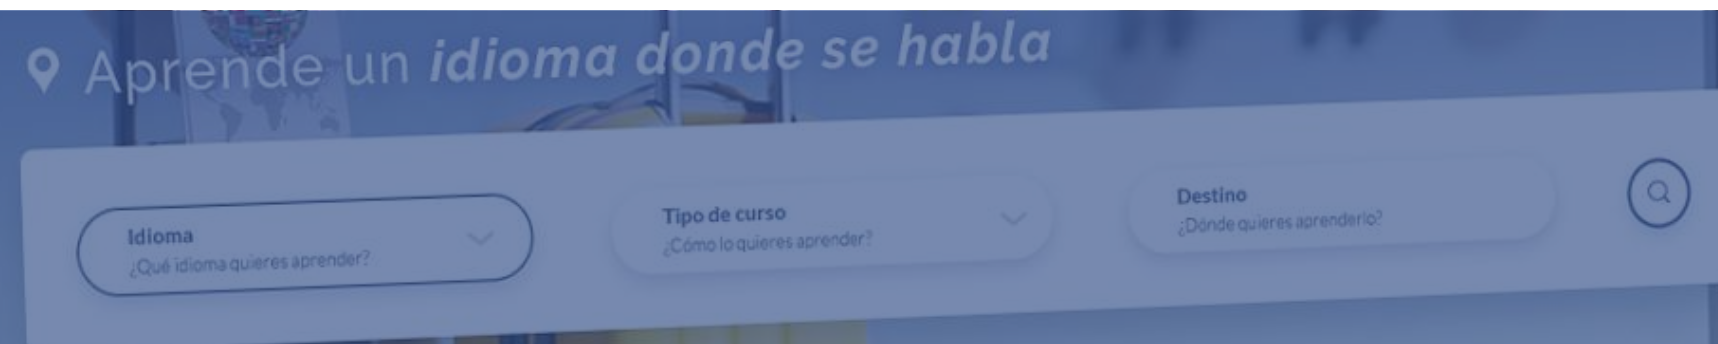 Aprende un idioma donde se habla
Idioma
¿Qué idioma quieres aprender?
Tipo de curso
¿Cómo lo quieres aprender?
Destino
¿Dónde quieres aprenderlo?